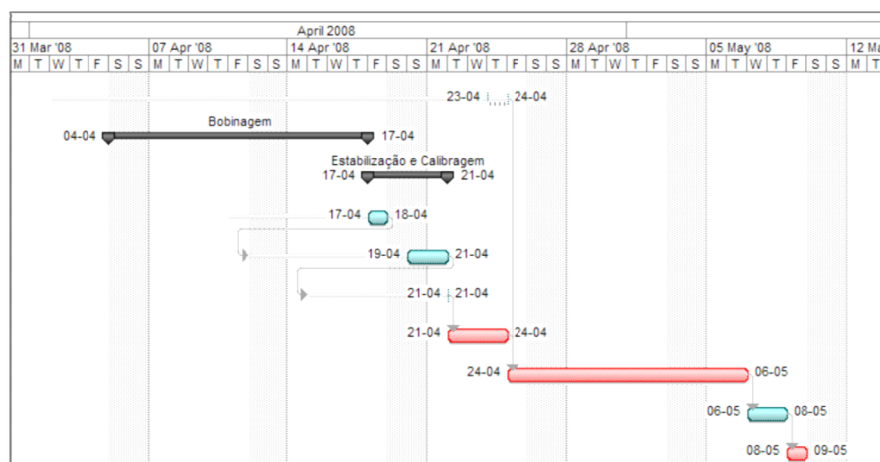 April 2008
31 Mar '08 07 Apr '08 14 Apr '08 21 Apr '08 28 Apr '08 05 May '08 12 Ma
M T W T F S S M T W T F S S M T W T F S S M T W T F S S M T W T F S S M T W T F S S M T
23-04 24-04
Bobinagem
04-04 17-04
Estabilização e Calibragem
17-04 21-04
17-04 18-04
19-04 21-04
21-04 21-04
21-04 24-04
24-04 06-05
06-05 08-05
08-05 09-05